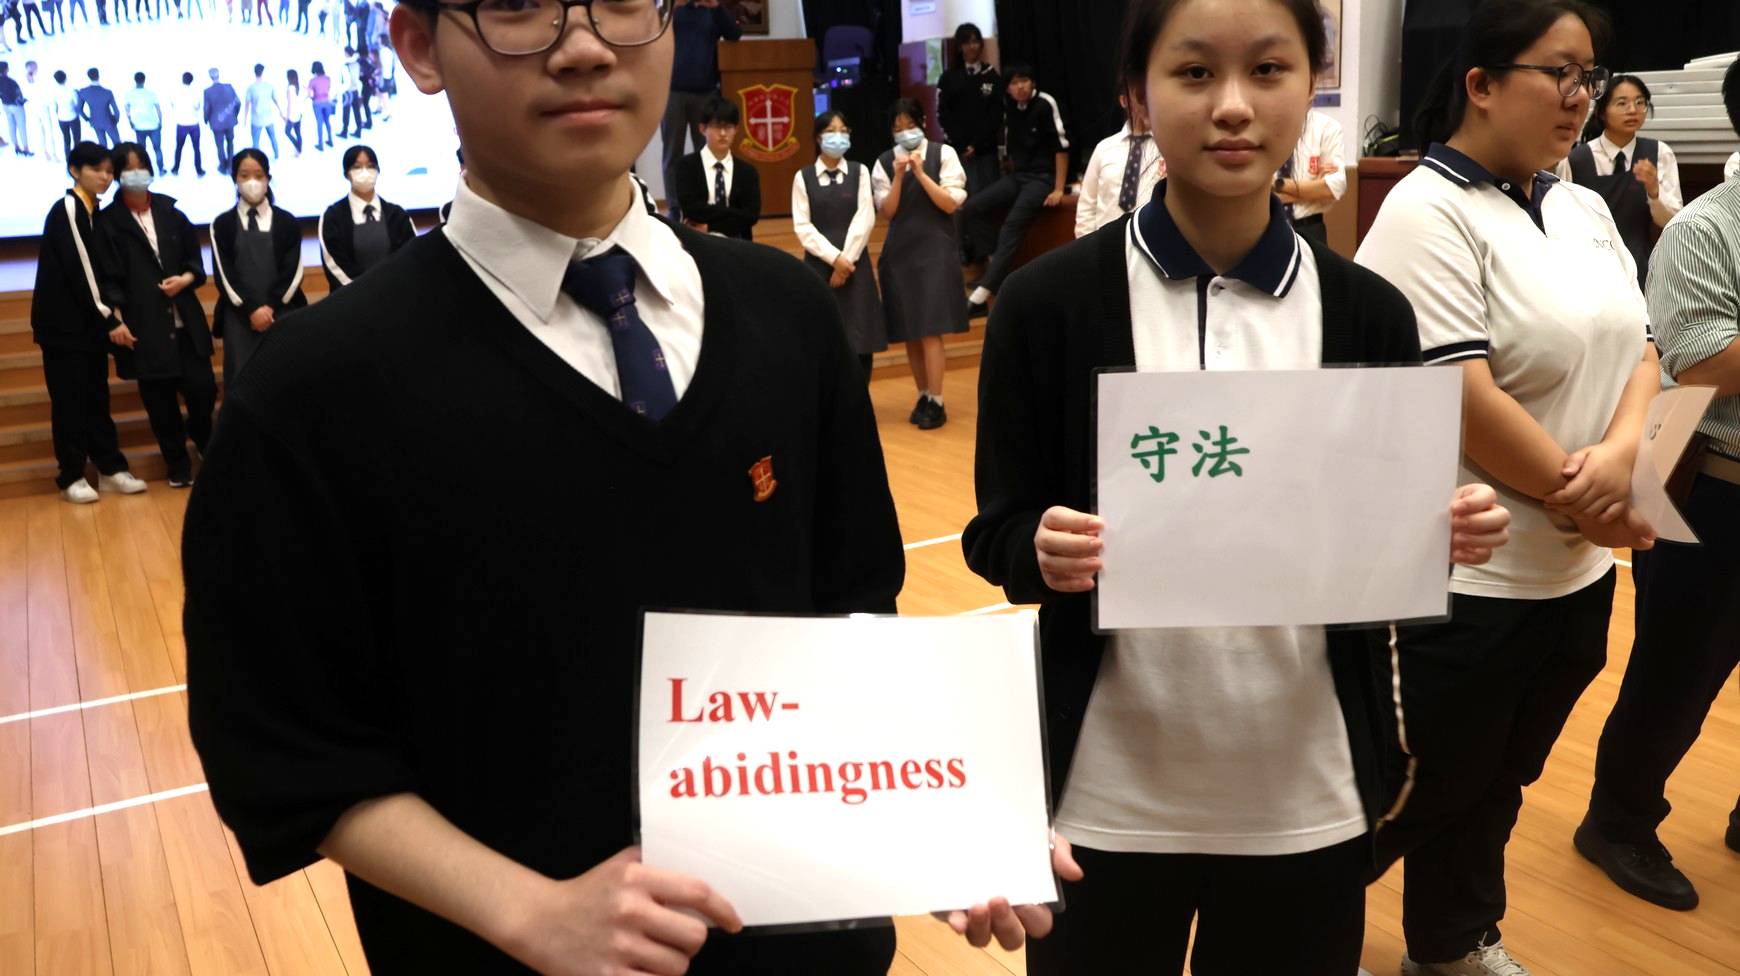 Law-
abidingness
守法